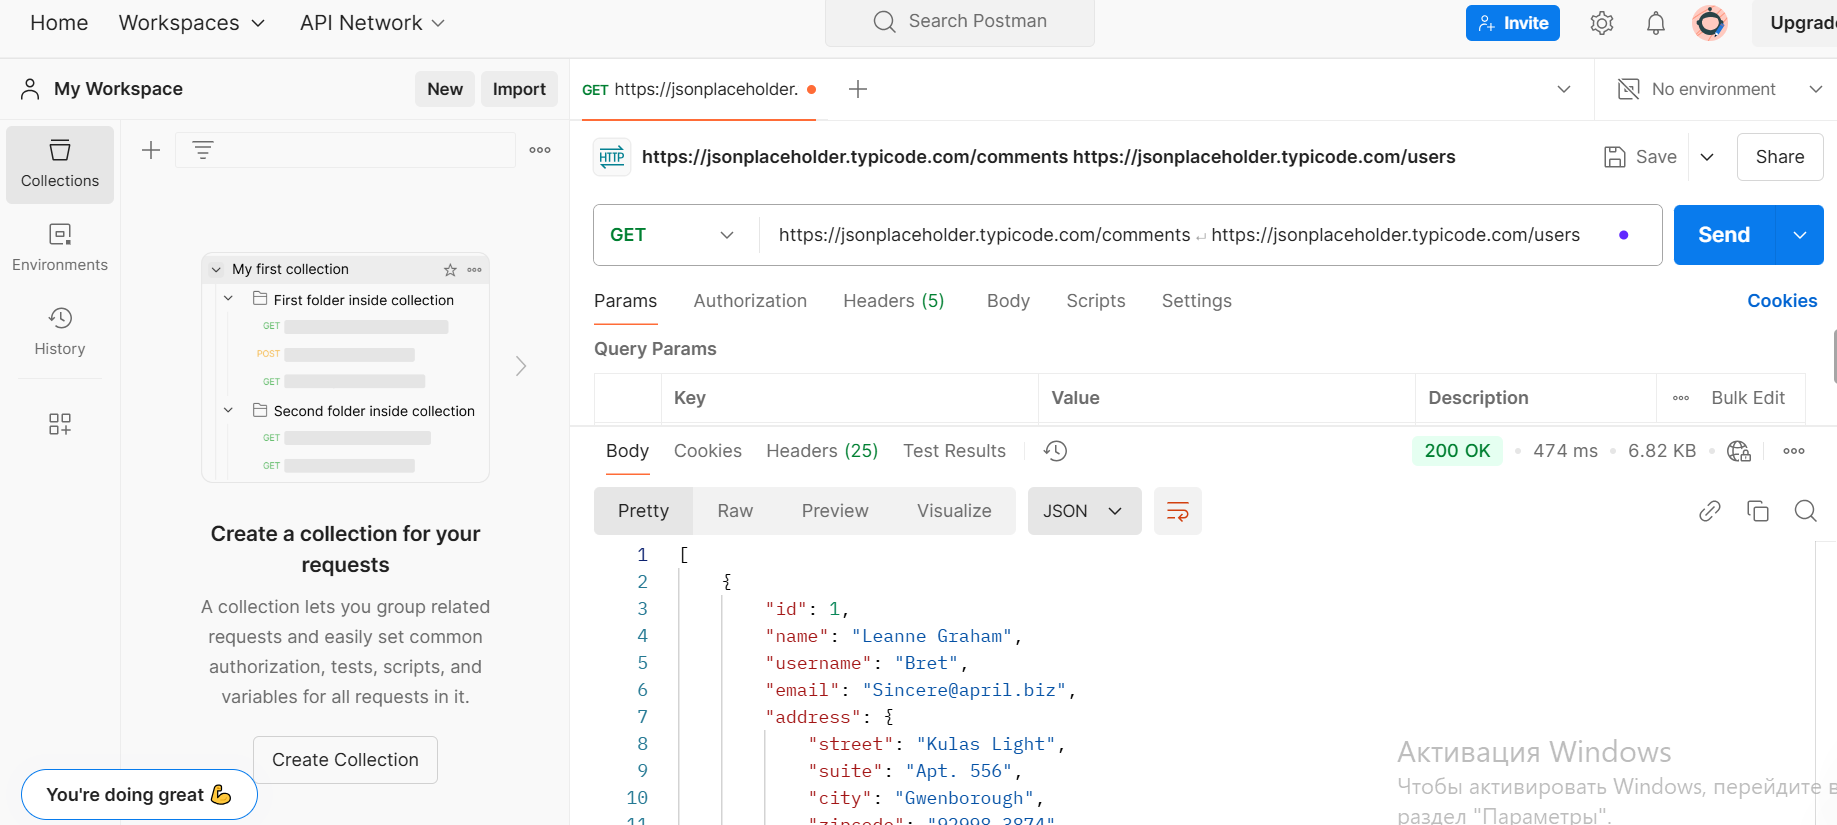 Home Workspaces API Network Search Postman Invite Upgrade
My Workspace New Import GET https://jsonplaceholder. No environment
Collections
Environments
History
My first collection
First folder inside collection
GET
POST
GET
Second folder inside collection
GET
GET
Create a collection for your
requests
A collection lets you group related
requests and easily set common
authorization, tests, scripts, and
variables for all requests in it.
Create Collection
You're doing great 💪
HTTP https://jsonplaceholder.typicode.com/comments https://jsonplaceholder.typicode.com/users Save Share
GET https://jsonplaceholder.typicode.com/comments ↵ https://jsonplaceholder.typicode.com/users Send
Params Authorization Headers (5) Body Scripts Settings Cookies
Query Params
Key Value Description Bulk Edit
Body Cookies Headers (25) Test Results 200 OK • 474 ms • 6.82 KB •
Pretty Raw Preview Visualize JSON
1 [
2 {
3 "id": 1,
4 "name": "Leanne Graham",
5 "username": "Bret",
6 "email": "Sincere@april.biz",
7 "address": {
8 "street": "Kulas Light",
9 "suite": "Apt. 556",
10 "city": "Gwenborough",
11 "zipcode": "92998-3874"
Активация Windows
Чтобы активировать Windows, перейдите в
раздел "Параметры".